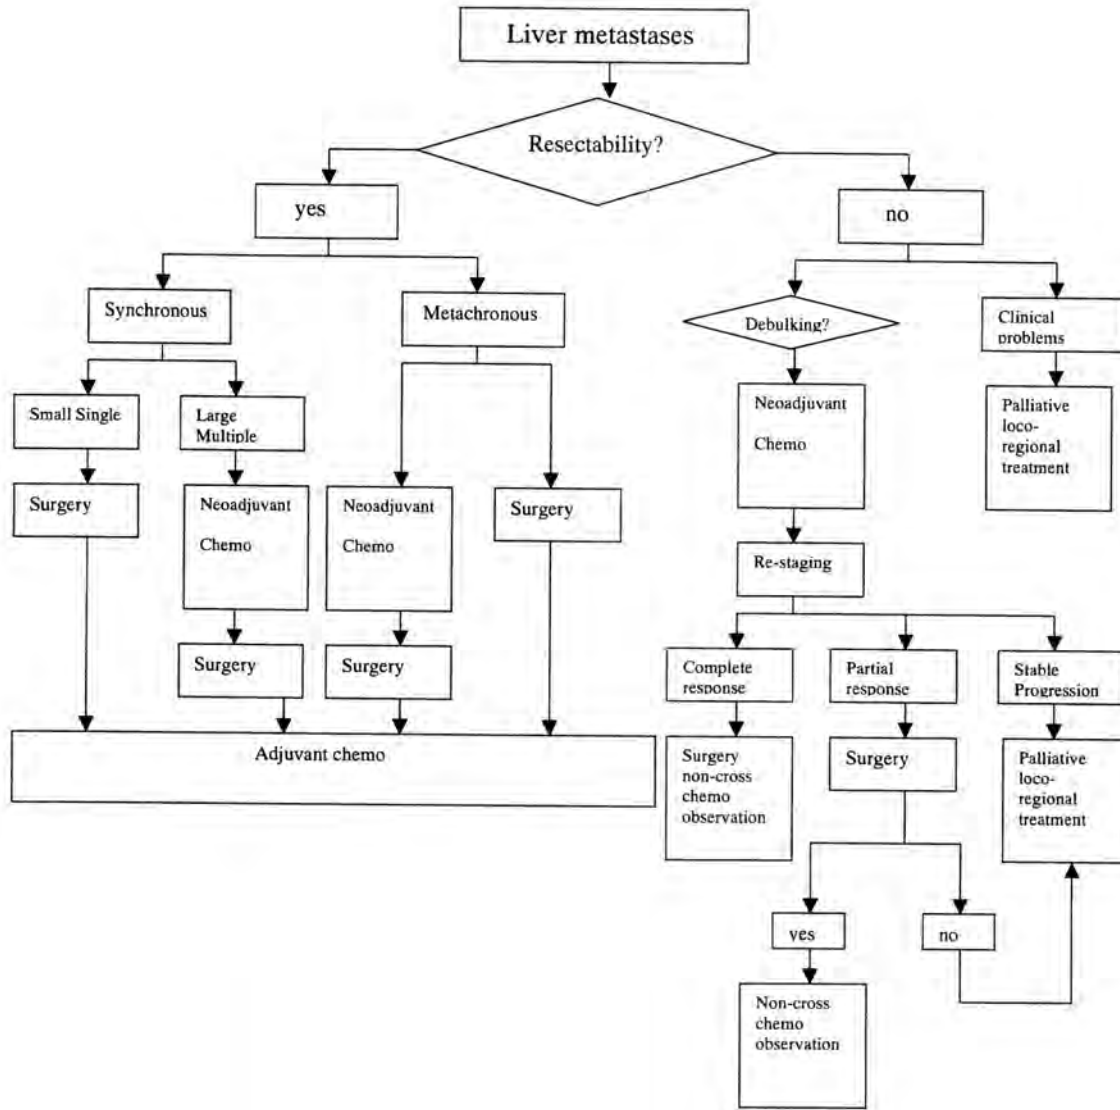 Liver metastases
Resectability?
yes
no
Synchronous
Metachronous
Debulking?
Clinical
problems
Small Single
Large
Multiple
Neoadjuvant
Chemo
Palliative
loco-
regional
treatment
Surgery
Neoadjuvant
Chemo
Neoadjuvant
Chemo
Surgery
Re-staging
Surgery
Surgery
Complete
response
Partial
response
Stable
Progression
Adjuvant chemo
Surgery
non-cross
chemo
observation
Surgery
Palliative
loco-
regional
treatment
yes
no
Non-cross
chemo
observation